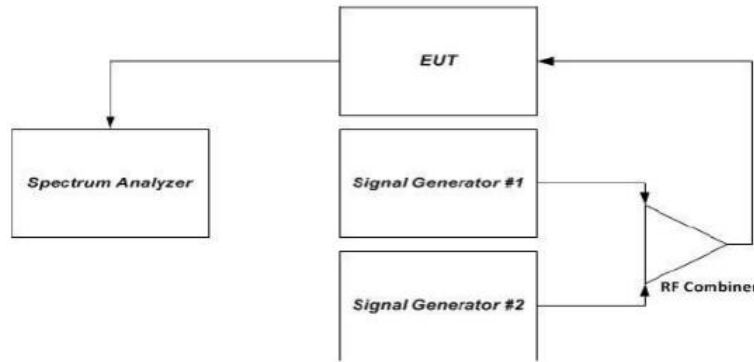 EUT
Spectrum Analyzer
Signal Generator #1
Signal Generator #2
RF Combiner